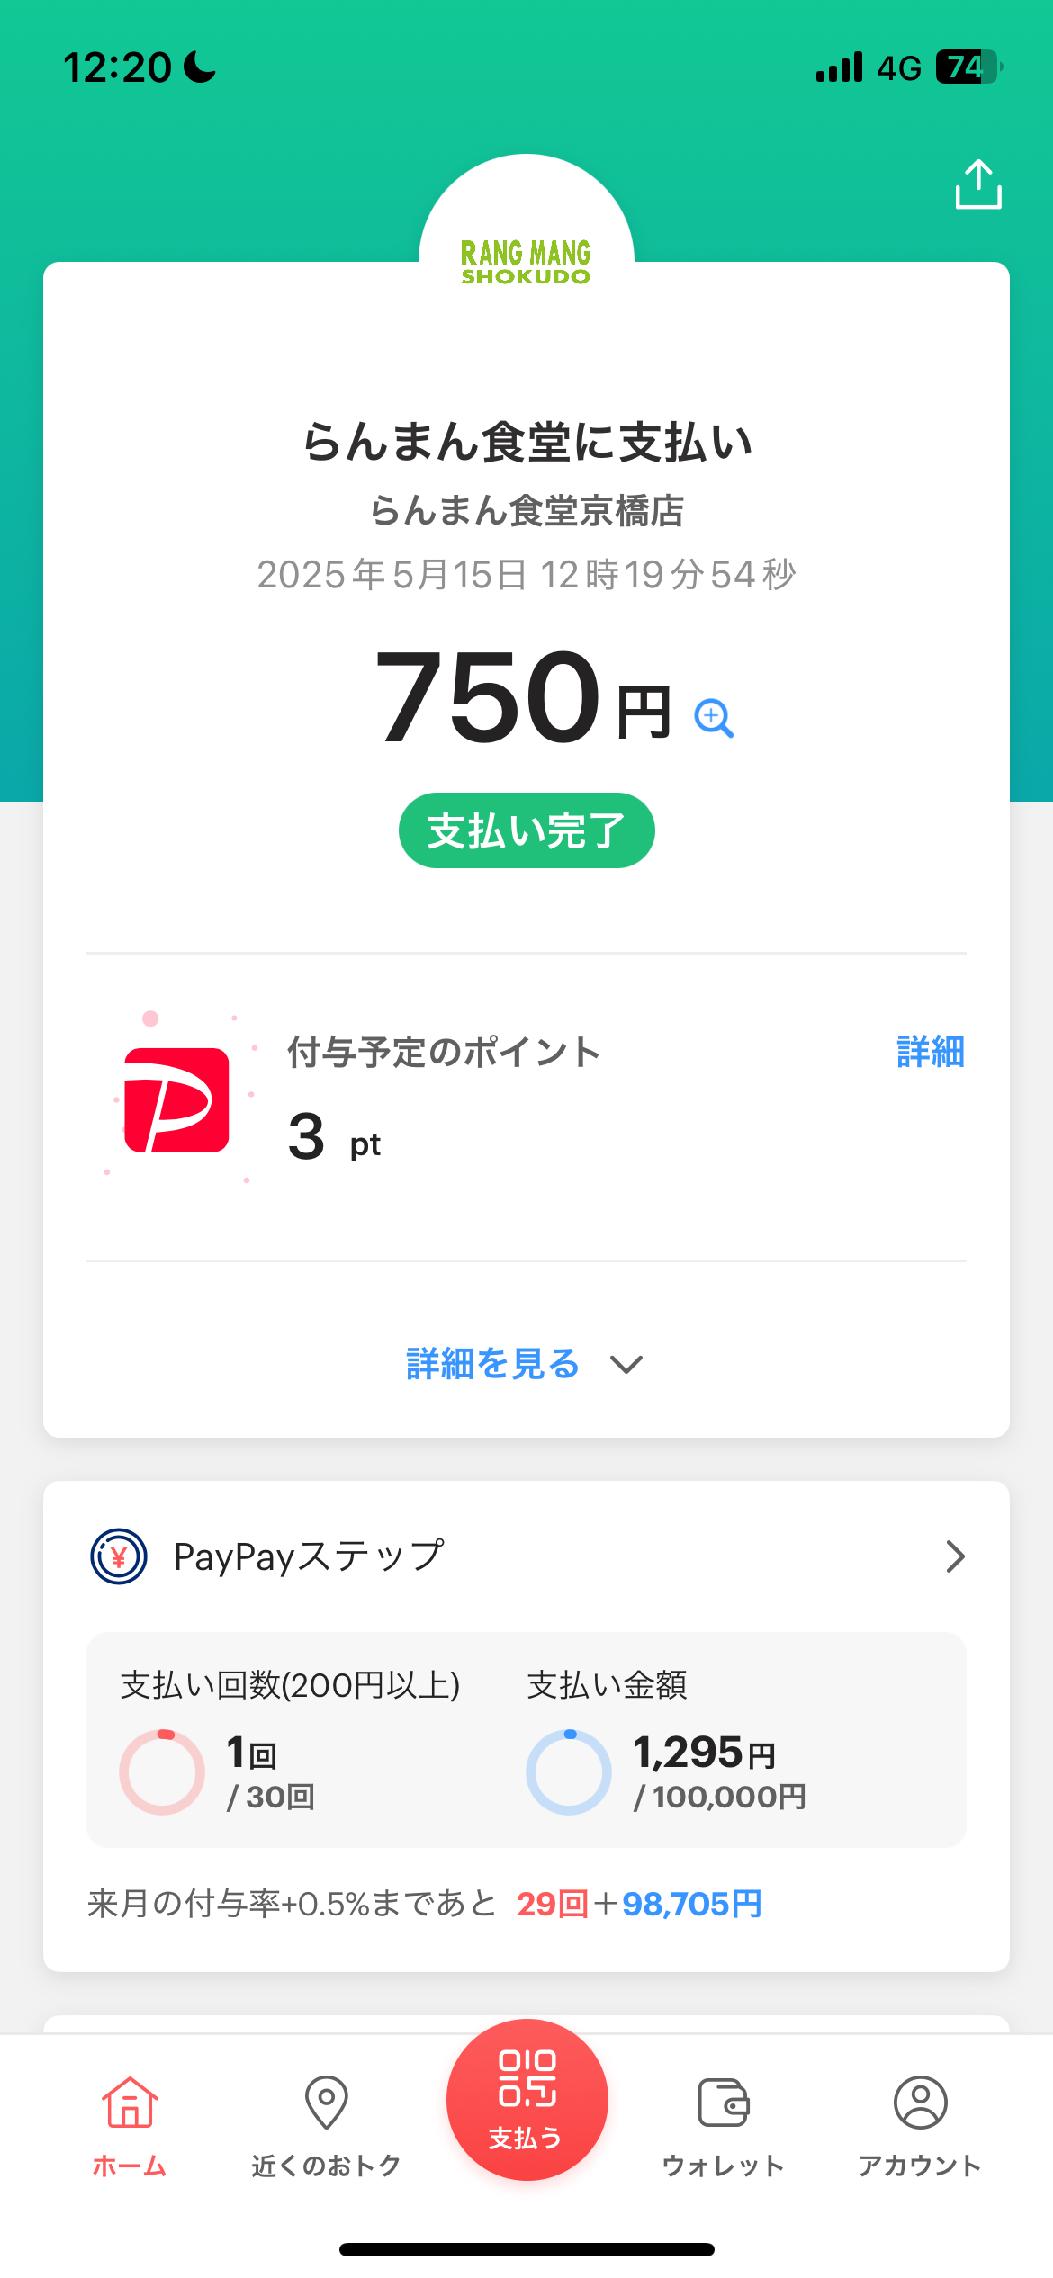 12:20
4G 74
RANG MANG
SHOKUDO
らんまん食堂に支払い
らんまん食堂京橋店
2025年5月15日 12時19分54秒
750円
支払い完了
付与予定のポイント
詳細
3 pt
詳細を見る
¥ PayPayステップ
支払い回数(200円以上)
1回
/ 30回
支払い金額
1,295円
/ 100,000円
来月の付与率+0.5%まであと 29回+98,705円
ホーム
近くのおトク
支払う
ウォレット
アカウント